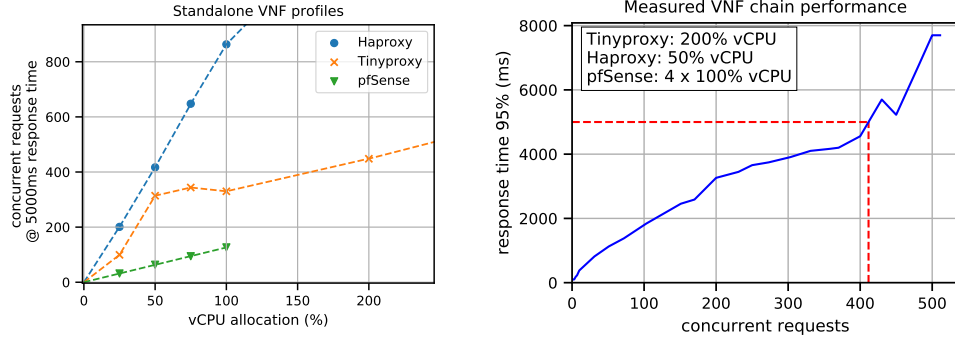 Standalone VNF profiles
concurrent requests
@ 5000ms response time
800
600
400
200
0
Haproxy
Tinyproxy
pfSense
0
50
100
150
200
vCPU allocation (%)
Measured VNF chain performance
response time 95% (ms)
8000
6000
4000
2000
0
Tinyproxy: 200% vCPU
Haproxy: 50% vCPU
pfSense: 4 x 100% vCPU
0
100
200
300
400
500
concurrent requests